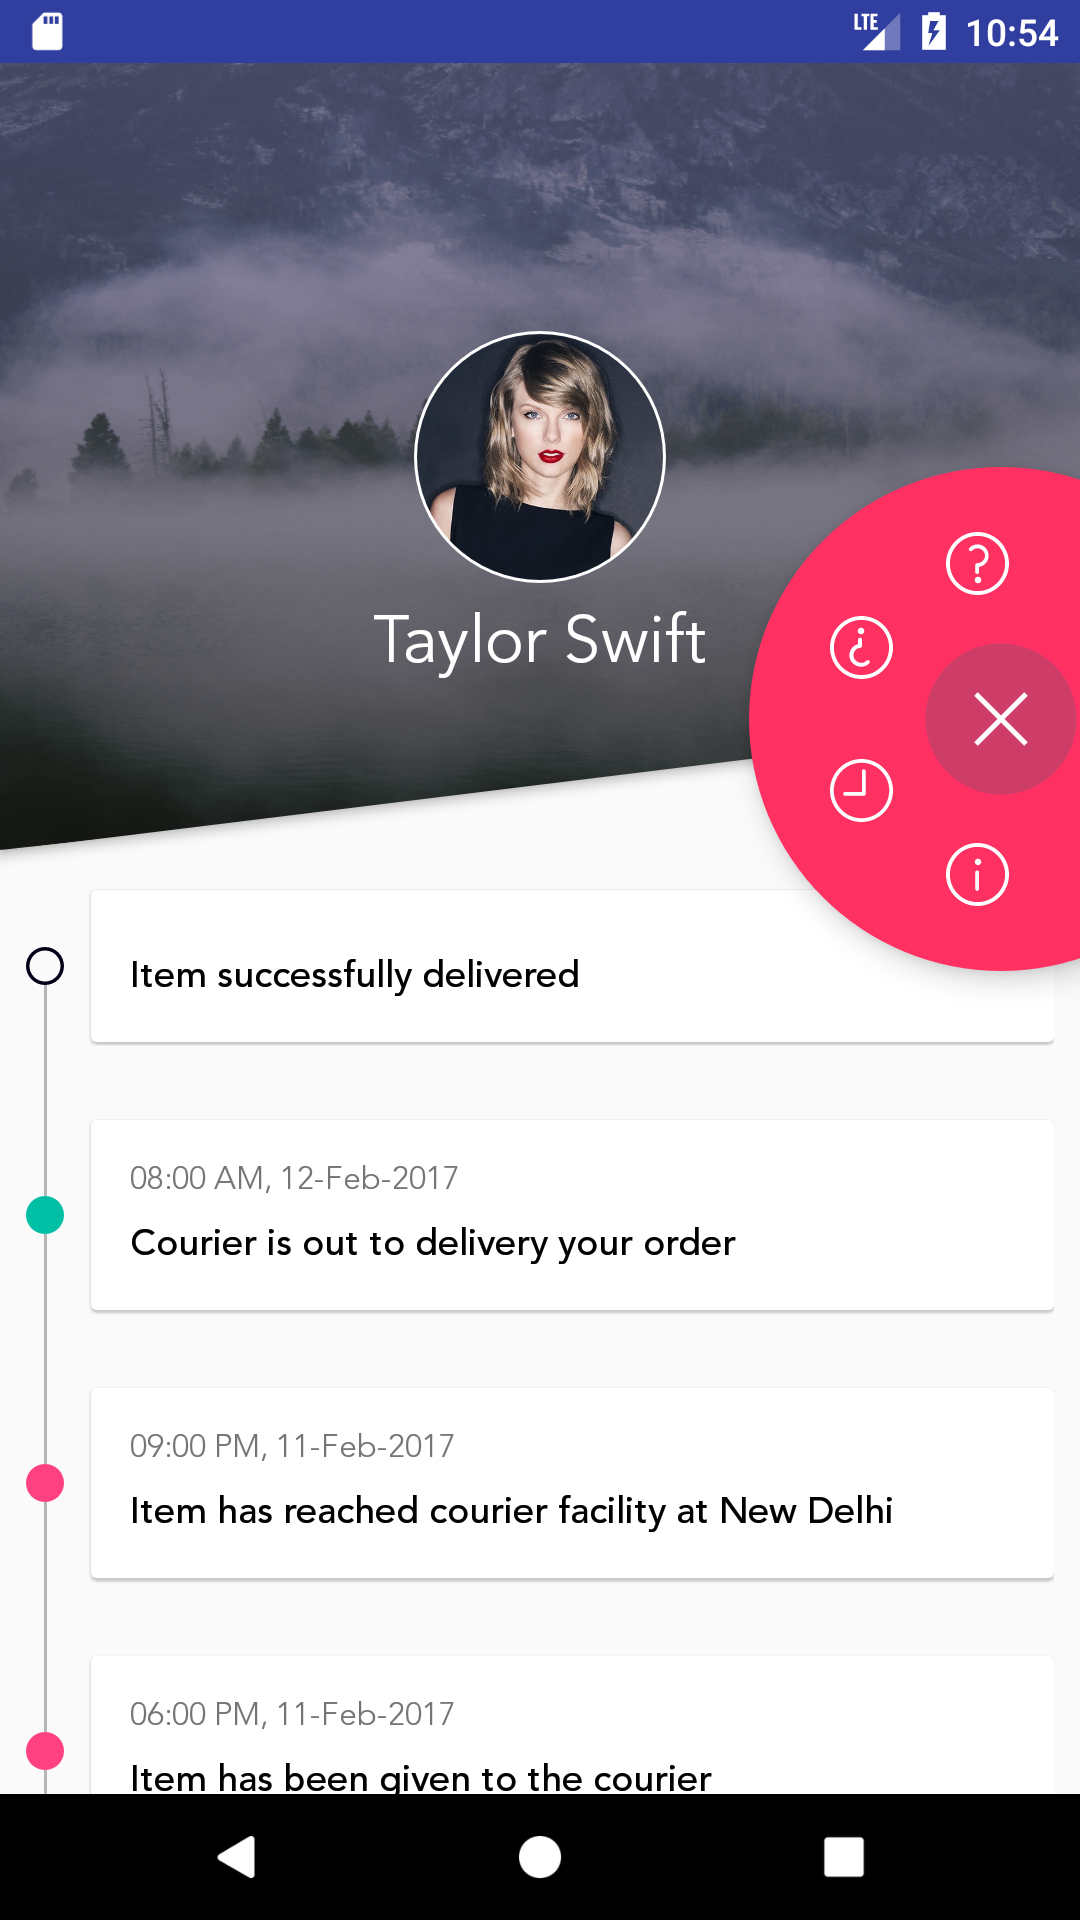 LTE 10:54
Taylor Swift
Item successfully delivered
08:00 AM, 12-Feb-2017
Courier is out to delivery your order
09:00 PM, 11-Feb-2017
Item has reached courier facility at New Delhi
06:00 PM, 11-Feb-2017
Item has been given to the courier